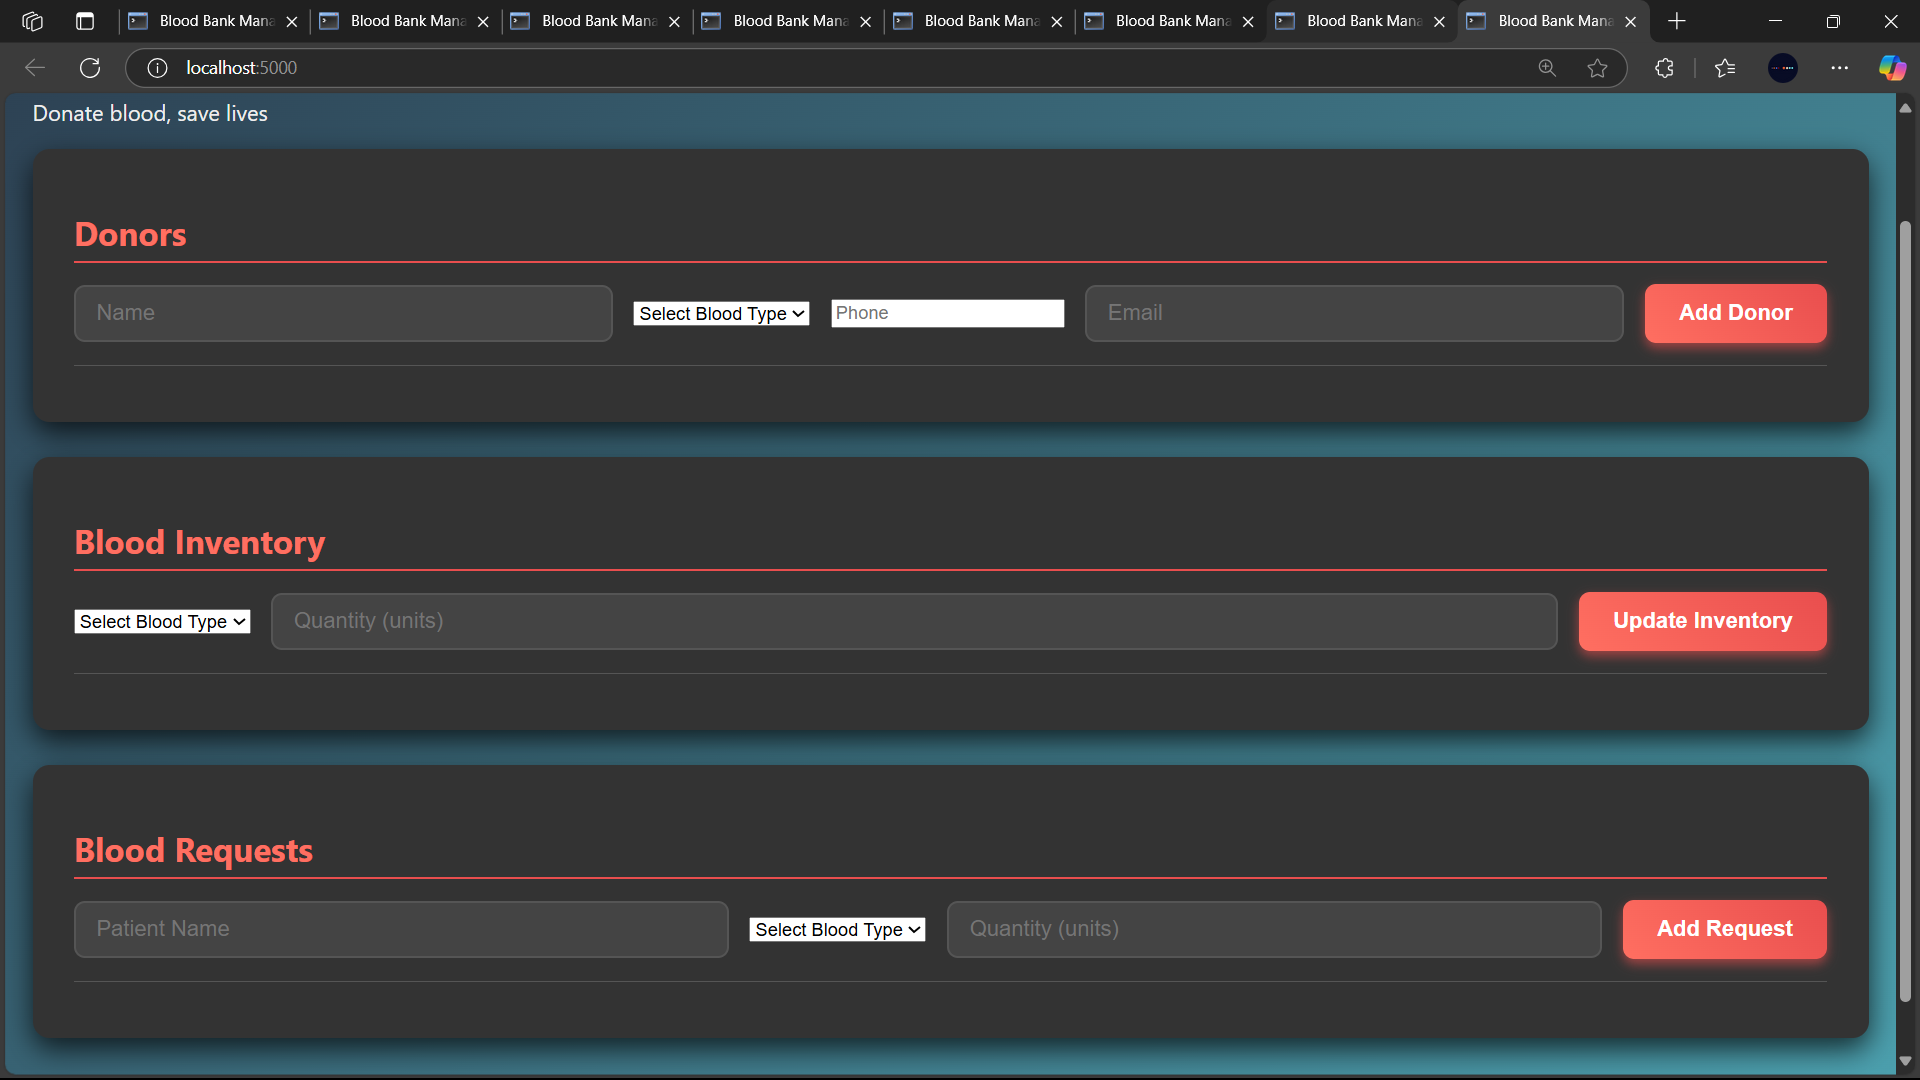 Blood Bank Mana Blood Bank Mana Blood Bank Mana Blood Bank Mana Blood Bank Mana Blood Bank Mana Blood Bank Mana Blood Bank Mana
localhost:5000
Donate blood, save lives
Donors
Name Select Blood Type Phone Email Add Donor
Blood Inventory
Select Blood Type Quantity (units) Update Inventory
Blood Requests
Patient Name Select Blood Type Quantity (units) Add Request